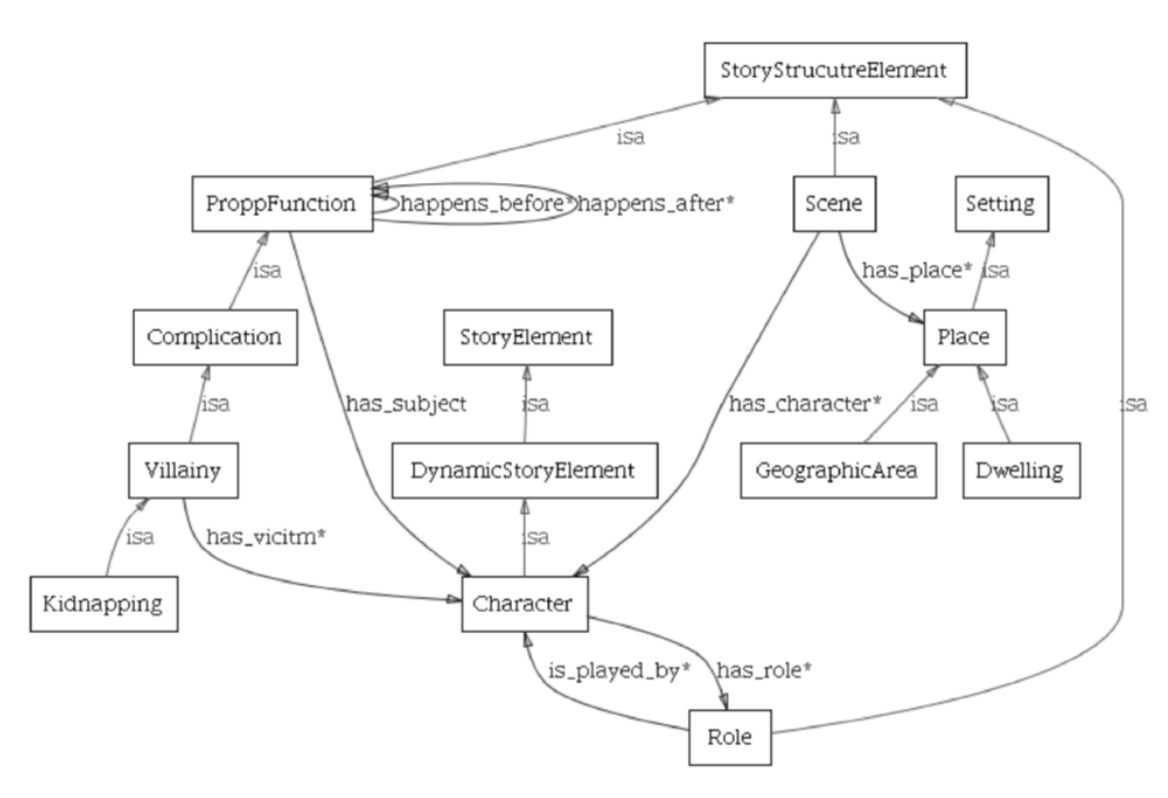 StoryStrucutreElement
isa
isa
PropпFunction
happens_before*
happens_after*
Scene
Setting
isa
has_place*
isa
Complication
StoryElement
Place
isa
has_subject
isa
has_character*
isa
isa
isa
Villainy
DynamicStoryElement
GeographicArea
Dwelling
isa
has_vicitm*
isa
Kidnapping
Character
is_played_by*
has_role*
Role